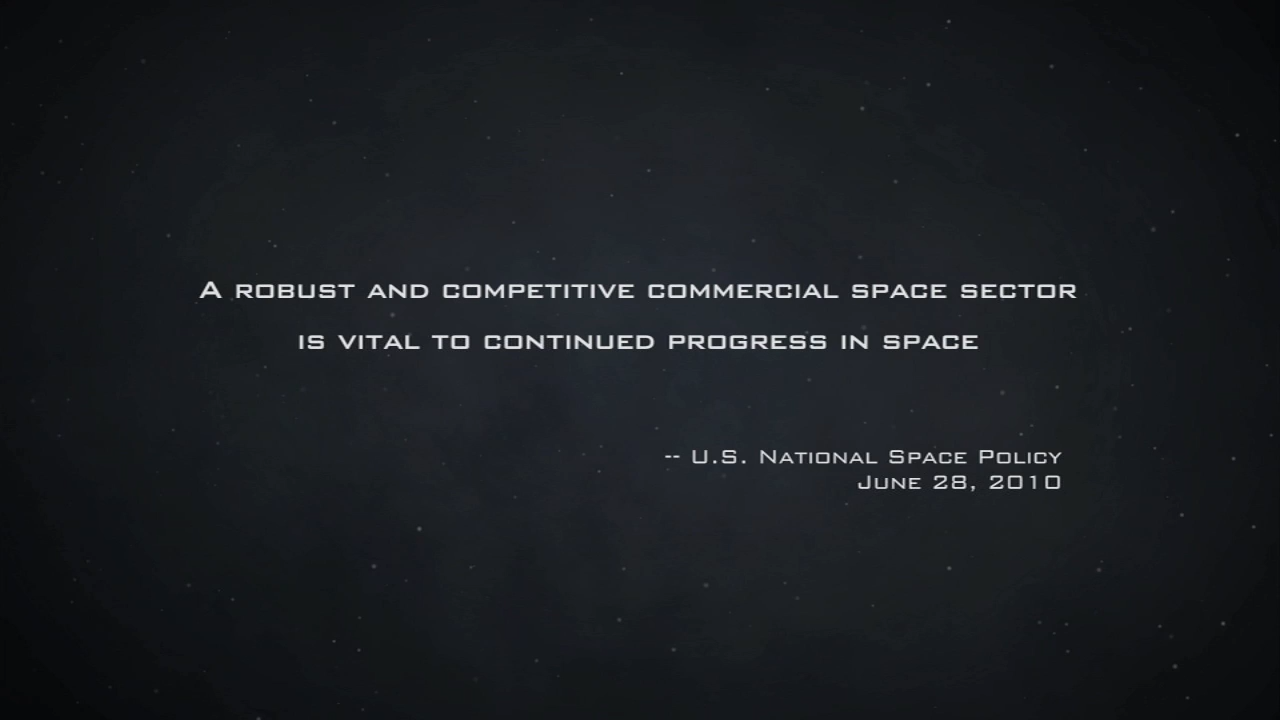 A ROBUST AND COMPETITIVE COMMERCIAL SPACE SECTOR
IS VITAL TO CONTINUED PROGRESS IN SPACE
-- U.S. NATIONAL SPACE POLICY
JUNE 28, 2010